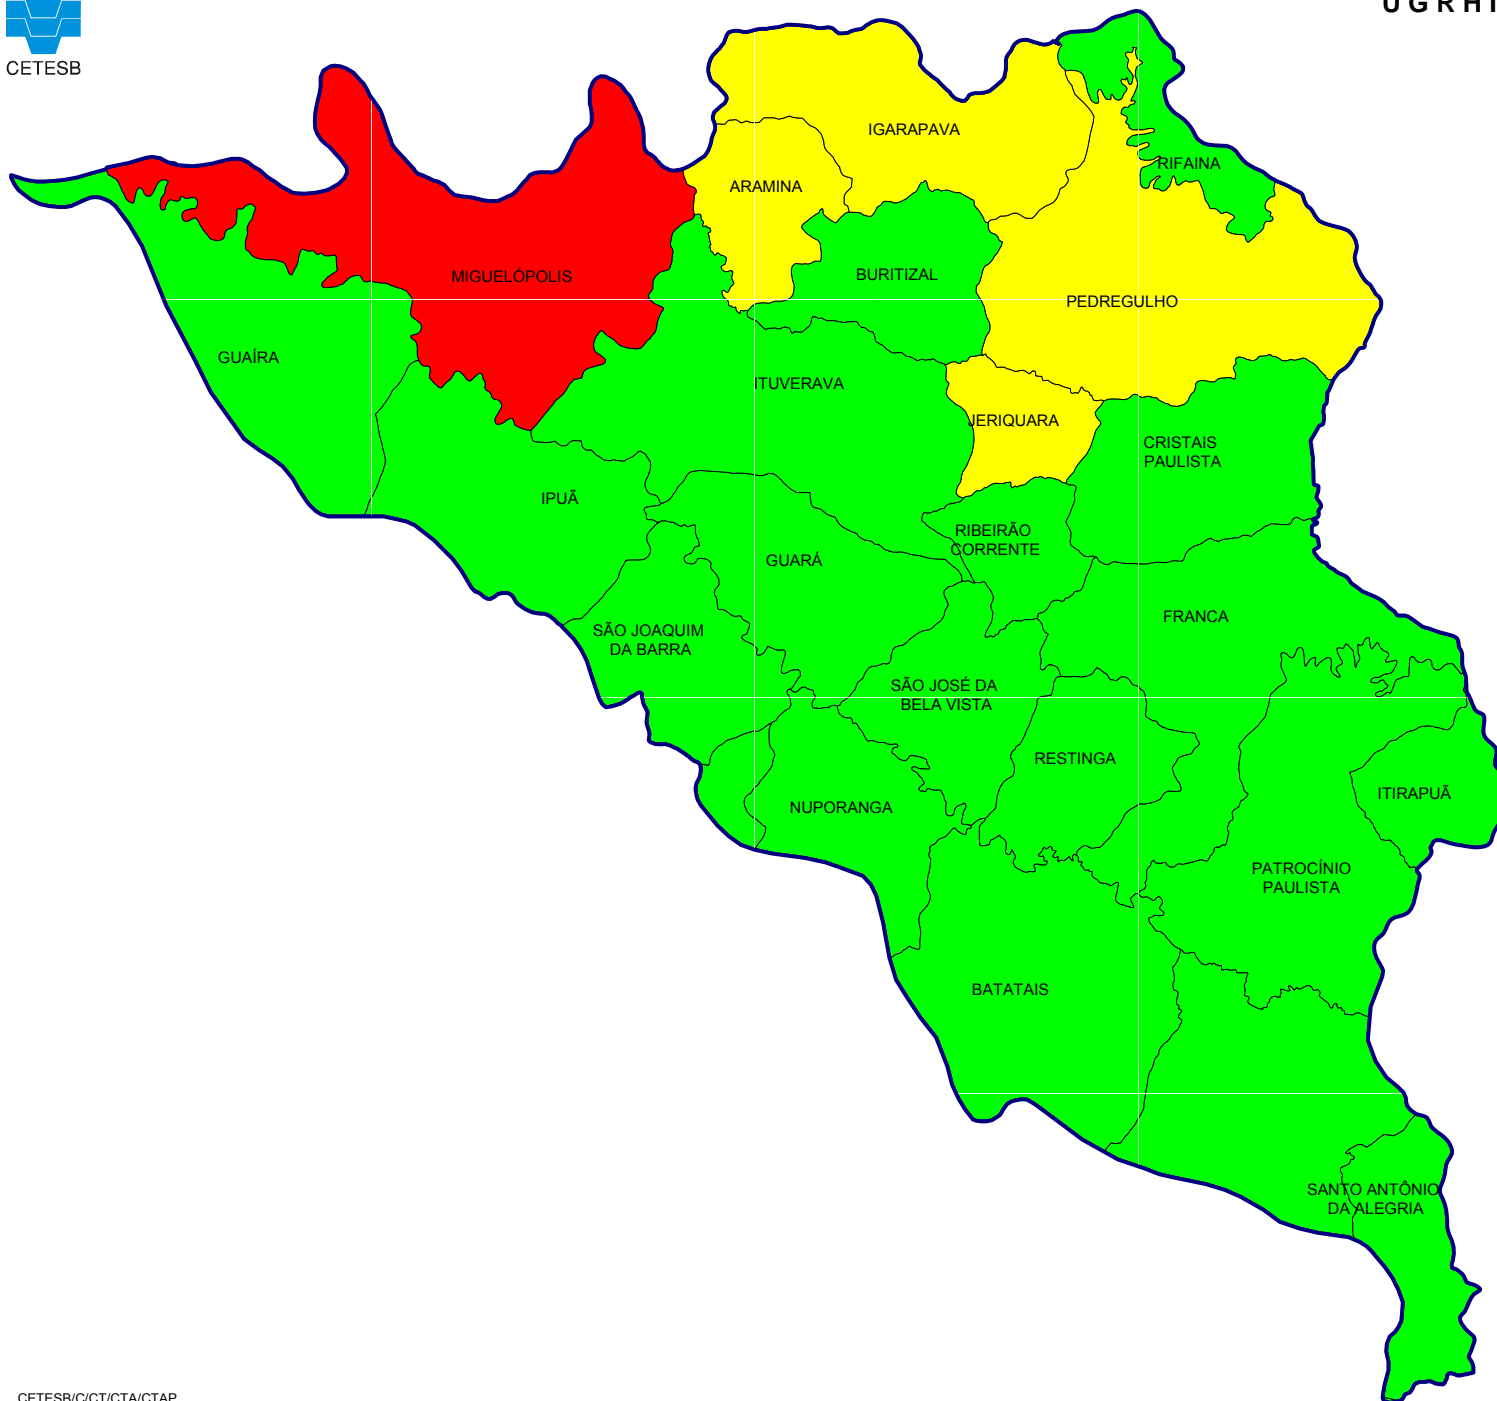 U G R H I
CETESB
IGARAPAVA
RIFAINA
ARAMINA
MIGUELÓPOLIS
BURITIZAL
PEDREGULHO
GUAÍRA
ITUVERAVA
JERIQUARA
CRISTAIS
PAULISTA
IPUÃ
RIBEIRÃO
CORRENTE
GUARÁ
FRANCA
SÃO JOAQUIM
DA BARRA
SÃO JOSÉ DA
BELA VISTA
RESTINGA
ITIRAPUÃ
NUPORANGA
PATROCÍNIO
PAULISTA
BATATAIS
SANTO ANTÔNIO
DA ALEGRIA
CETESB/C/CT/CTA/CTAP